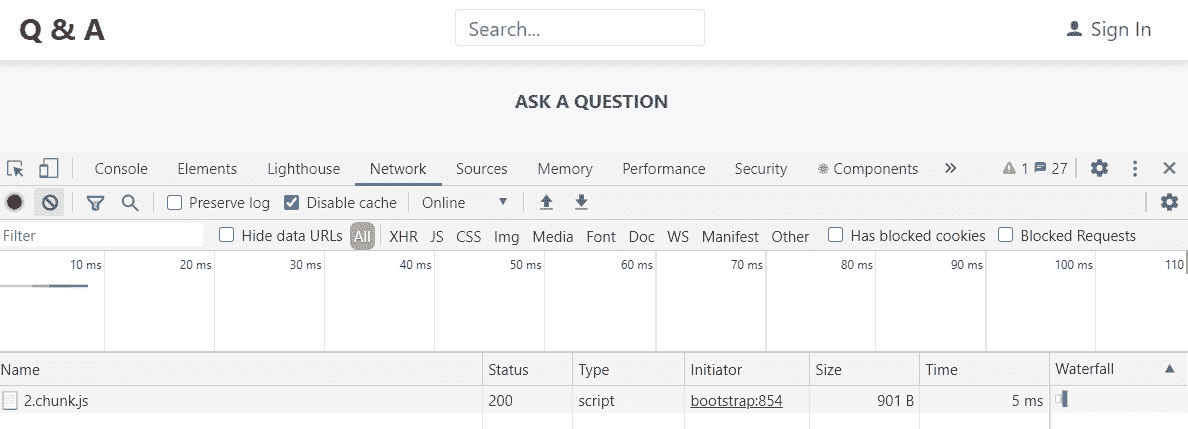 Q & A Search... Sign In
ASK A QUESTION
Console Elements Lighthouse Network Sources Memory Performance Security Components » 1 27
Preserve log Disable cache Online
Filter Hide data URLs All XHR JS CSS Img Media Font Doc WS Manifest Other Has blocked cookies Blocked Requests
10 ms 20 ms 30 ms 40 ms 50 ms 60 ms 70 ms 80 ms 90 ms 100 ms 110
Name Status Type Initiator Size Time Waterfall
2.chunk.js 200 script bootstrap:854 901 B 5 ms